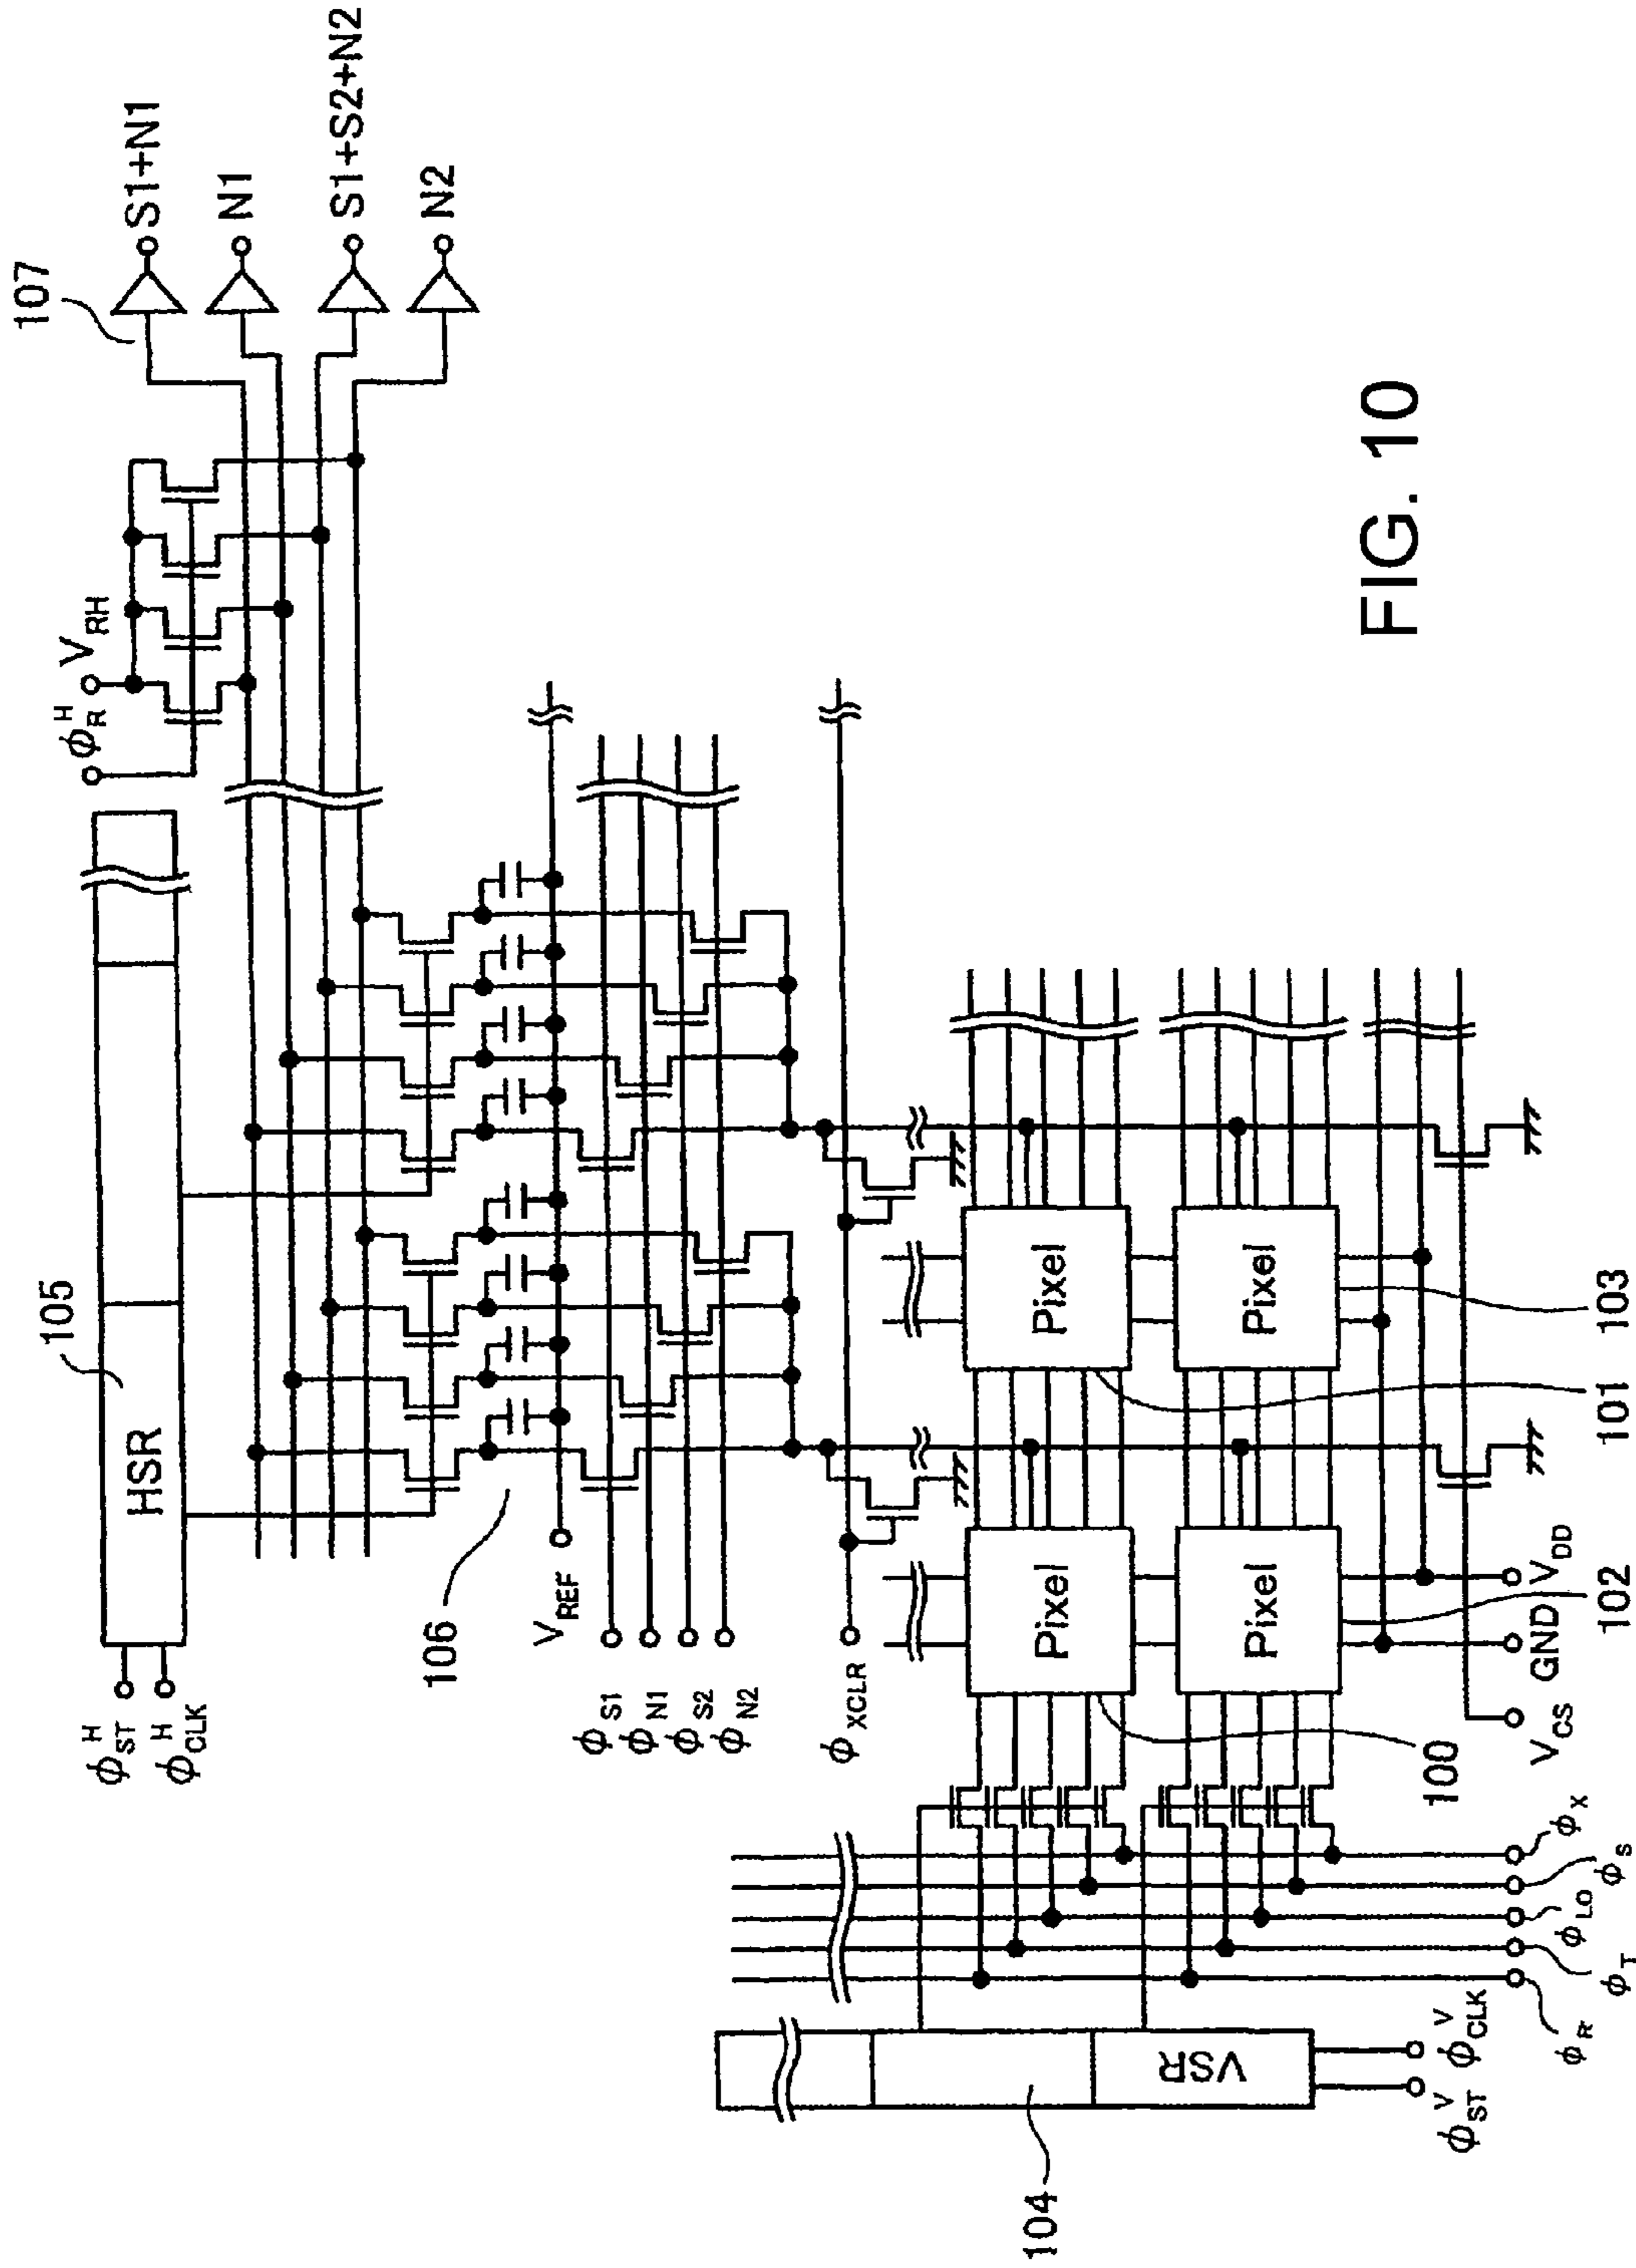 107
S1+N1
N1
S1+S2+N2
N2
ϕ_R^H
V_RH
105
HSR
ϕ_ST^H
ϕ_CLK^H
106
V_REF
ϕ_S1
ϕ_N1
ϕ_S2
ϕ_N2
ϕ_XCLR
Pixel
Pixel
Pixel
Pixel
100
101
102
103
V_DD
GND
V_CS
ϕ_X
ϕ_S
ϕ_LO
ϕ_T
ϕ_R
VSR
ϕ_ST^V
ϕ_CLK^V
104
FIG. 10